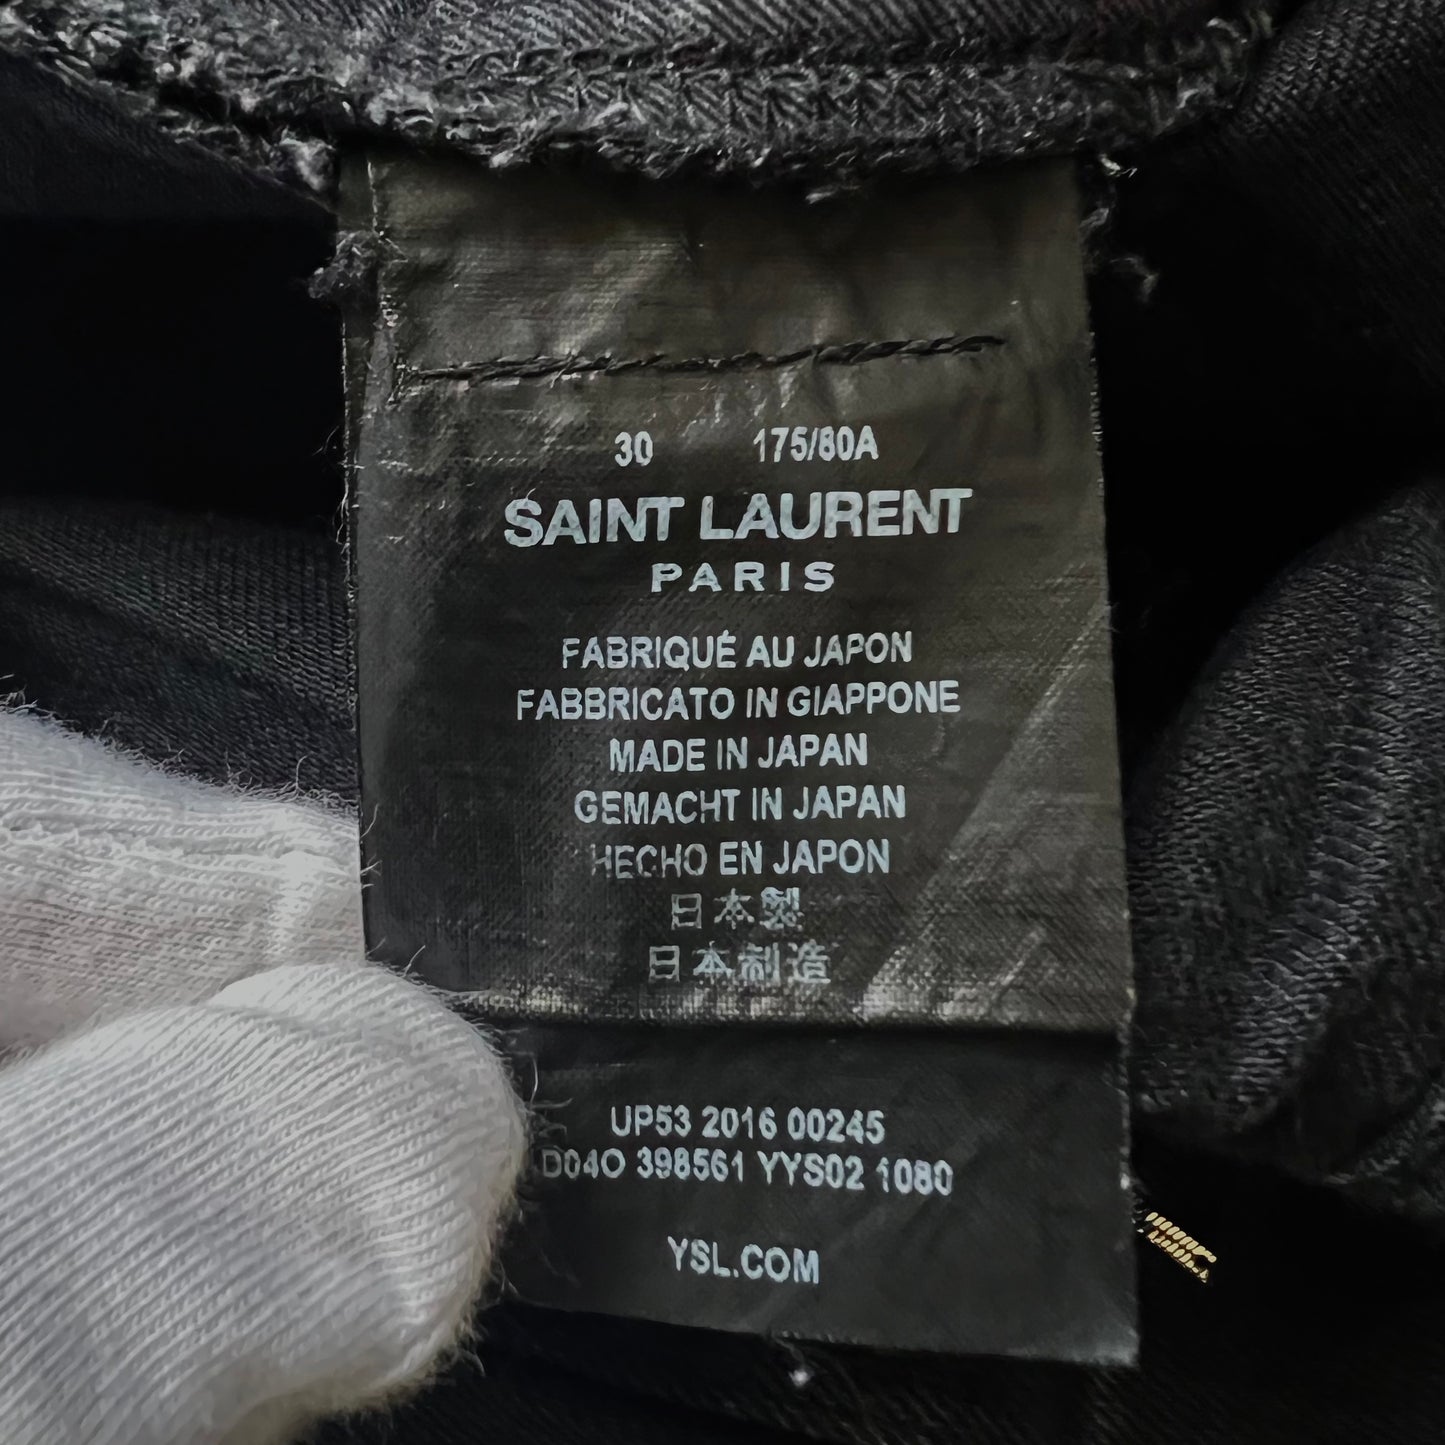 30 175/80A
SAINT LAURENT
PARIS
FABRIQUÉ AU JAPON
FABBRICATO IN GIAPPONE
MADE IN JAPAN
GEMACHT IN JAPAN
HECHO EN JAPON
日本製
日本制造
UP53 2016 00245
D04O 398561 YYS02 1080
YSL.COM